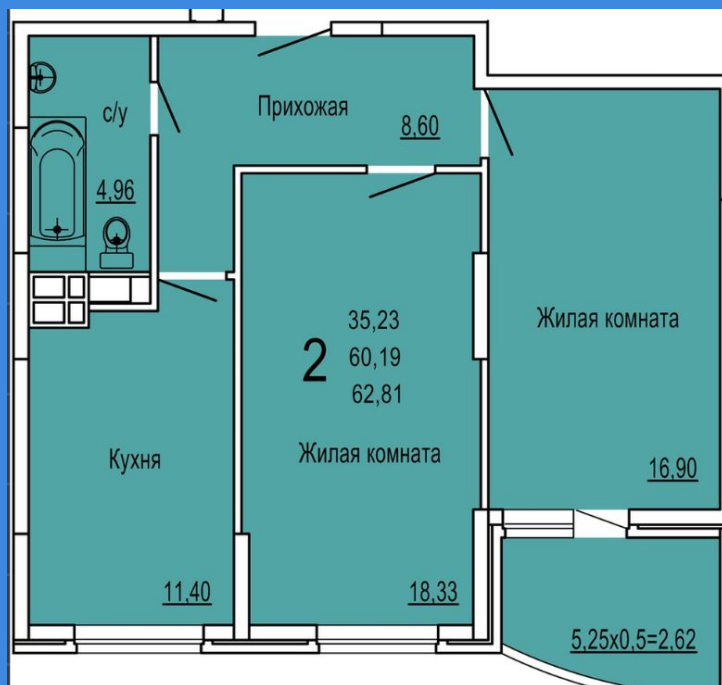 с/у
4,96
Прихожая
8,60
2
35,23
60,19
62,81
Жилая комната
18,33
Жилая комната
16,90
Кухня
11,40
5,25х0,5=2,62